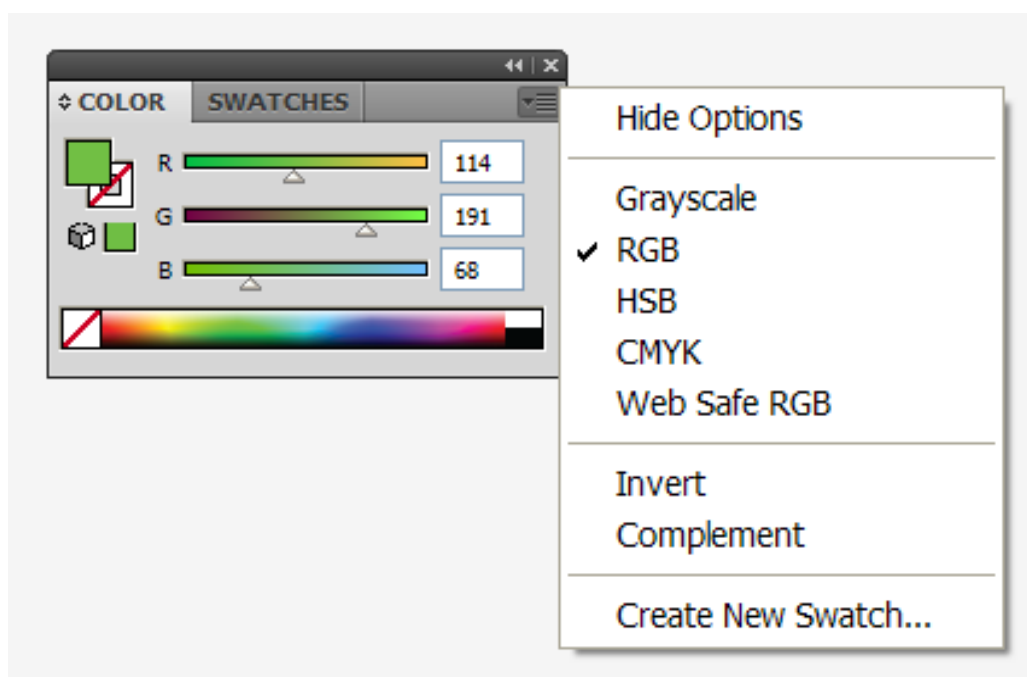 COLOR SWATCHES
R 114
G 191
B 68
Hide Options
Grayscale
RGB
HSB
CMYK
Web Safe RGB
Invert
Complement
Create New Swatch...